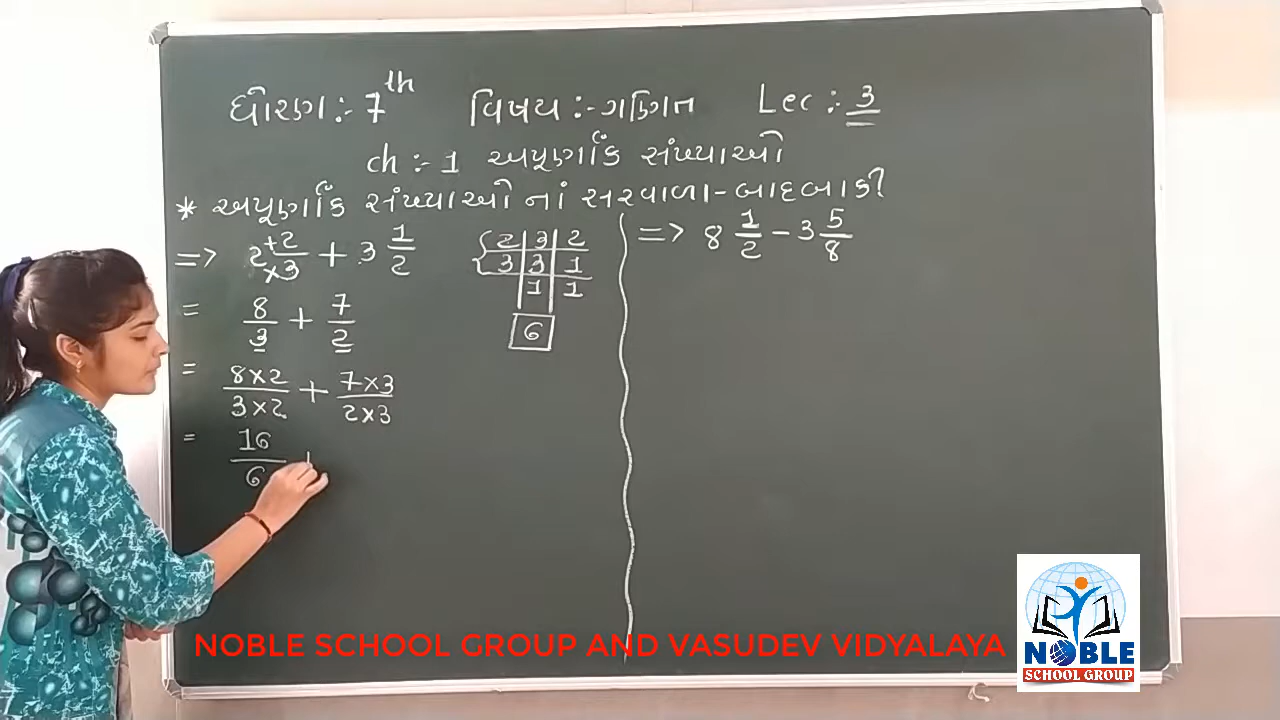 ધોરણ :- 7th વિષય :- ગણિત Lec :- 3
ch :- 1 અપૂર્ણાંક સંખ્યાઓ
* અપૂર્ણાંક સંખ્યાઓ નાં સરવાળા - બાદબાકી
=> 2 +2/×3 + 3 1/2
= 8/3 + 7/2
= 8×2/3×2 + 7×3/2×3
= 16/6 +
2 | 3 | 2
3 | 3 | 1
1 | 1
6
=> 8 1/2 - 3 5/8
NOBLE SCHOOL GROUP AND VASUDEV VIDYALAYA
NOBLE
SCHOOL GROUP